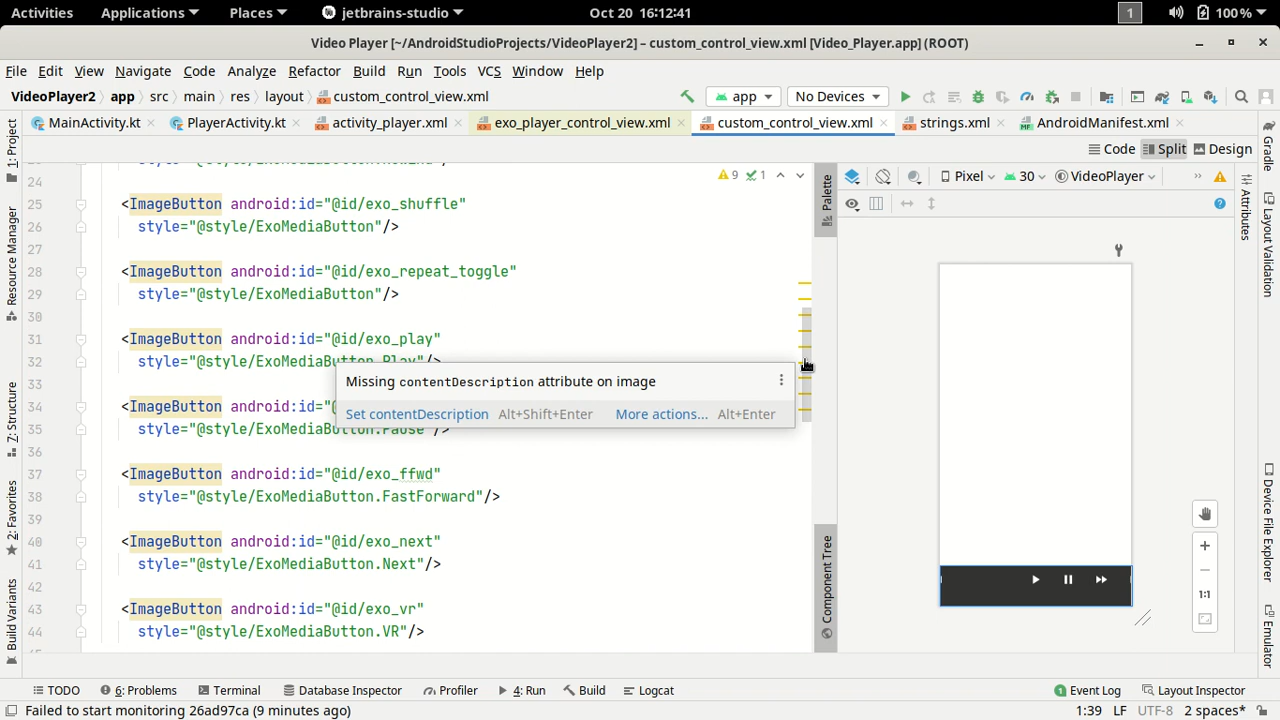 Activities Applications Places jetbrains-studio Oct 20 16:12:41 1 100%
Video Player [~/AndroidStudioProjects/VideoPlayer2] – custom_control_view.xml [Video_Player.app] (ROOT)
File Edit View Navigate Code Analyze Refactor Build Run Tools VCS Window Help
VideoPlayer2 app src main res layout custom_control_view.xml app No Devices
MainActivity.kt PlayerActivity.kt activity_player.xml exo_player_control_view.xml custom_control_view.xml strings.xml AndroidManifest.xml
Code Split Design
9 1 Pixel 30 VideoPlayer »
24
25 <ImageButton android:id="@id/exo_shuffle"
26 style="@style/ExoMediaButton"/>
27
28 <ImageButton android:id="@id/exo_repeat_toggle"
29 style="@style/ExoMediaButton"/>
30
31 <ImageButton android:id="@id/exo_play"
32 style="@style/ExoMediaButton.Play"/>
33
Missing contentDescription attribute on image
Set contentDescription Alt+Shift+Enter More actions... Alt+Enter
34 <ImageButton android:id="@
35 style="@style/ExoMediaButton.Pause"/>
36
37 <ImageButton android:id="@id/exo_ffwd"
38 style="@style/ExoMediaButton.FastForward"/>
39
40 <ImageButton android:id="@id/exo_next"
41 style="@style/ExoMediaButton.Next"/>
42
43 <ImageButton android:id="@id/exo_vr"
44 style="@style/ExoMediaButton.VR"/>
1: Project
Resource Manager
Z: Structure
2: Favorites
Build Variants
Palette
Component Tree
1:1
Attributes
Gradle
Layout Validation
Device File Explorer
Emulator
TODO 6: Problems Terminal Database Inspector Profiler 4: Run Build Logcat 1 Event Log Layout Inspector
Failed to start monitoring 26ad97ca (9 minutes ago) 1:39 LF UTF-8 2 spaces*